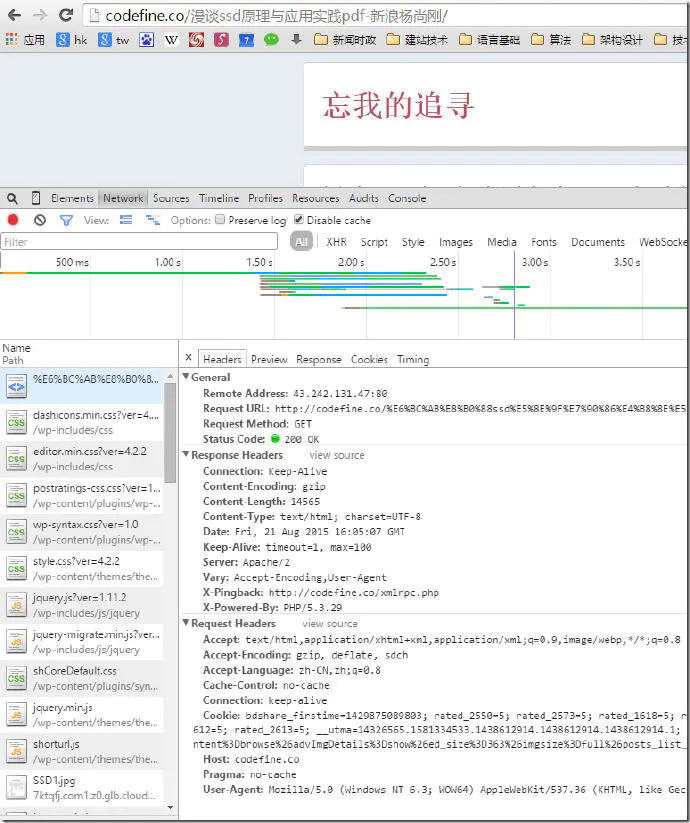 codefine.co/漫谈ssd原理与应用实践pdf-新浪杨尚刚/
应用 hk tw W S 7 新闻时政 建站技术 语言基础 算法 架构设计
忘我的追寻
Elements Network Sources Timeline Profiles Resources Audits Console
View: Options: Preserve log Disable cache
Filter All XHR Script Style Images Media Fonts Documents WebSocke
500 ms 1.00 s 1.50 s 2.00 s 2.50 s 3.00 s 3.50 s
Name
Path
%E6%BC%AB%E8%B0%8...
dashicons.min.css?ver=4...
/wp-includes/css
editor.min.css?ver=4.2.2
/wp-includes/css
postratings-css.css?ver=1...
/wp-content/plugins/wp-...
wp-syntax.css?ver=1.0
/wp-content/plugins/wp-...
style.css?ver=4.2.2
/wp-content/themes/the...
jquery.js?ver=1.11.2
/wp-includes/js/jquery
jquery-migrate.min.js?ver...
/wp-includes/js/jquery
shCoreDefault.css
/wp-content/plugins/syn...
jquery.min.js
/wp-content/themes/the...
shorturl.js
/wp-content/themes/the...
SSD1.jpg
7ktqfj.com1.z0.glb.cloud...
x Headers Preview Response Cookies Timing
General
Remote Address: 43.242.131.47:80
Request URL: http://codefine.co/%E6%BC%AB%E8%B0%88ssd%E5%8E%9F%E7%90%86%E4%B8%8E%E5
Request Method: GET
Status Code: 200 OK
Response Headers view source
Connection: Keep-Alive
Content-Encoding: gzip
Content-Length: 14565
Content-Type: text/html; charset=UTF-8
Date: Fri, 21 Aug 2015 16:05:07 GMT
Keep-Alive: timeout=1, max=100
Server: Apache/2
Vary: Accept-Encoding,User-Agent
X-Pingback: http://codefine.co/xmlrpc.php
X-Powered-By: PHP/5.3.29
Request Headers view source
Accept: text/html,application/xhtml+xml,application/xml;q=0.9,image/webp,*/*;q=0.8
Accept-Encoding: gzip, deflate, sdch
Accept-Language: zh-CN,zh;q=0.8
Cache-Control: no-cache
Connection: keep-alive
Cookie: bdshare_firstime=1429875089803; rated_2550=5; rated_2573=5; rated_1618=5; r
612=5; rated_2613=5; __utma=14326565.1581334533.1438612914.1438612914.1438612914.1;
ntent%3Dbrowse%26advImgDetails%3Dshow%26ed_size%3D363%26imgsize%3Dfull%26posts_list_
Host: codefine.co
Pragma: no-cache
User-Agent: Mozilla/5.0 (Windows NT 6.3; WOW64) AppleWebKit/537.36 (KHTML, like Gec